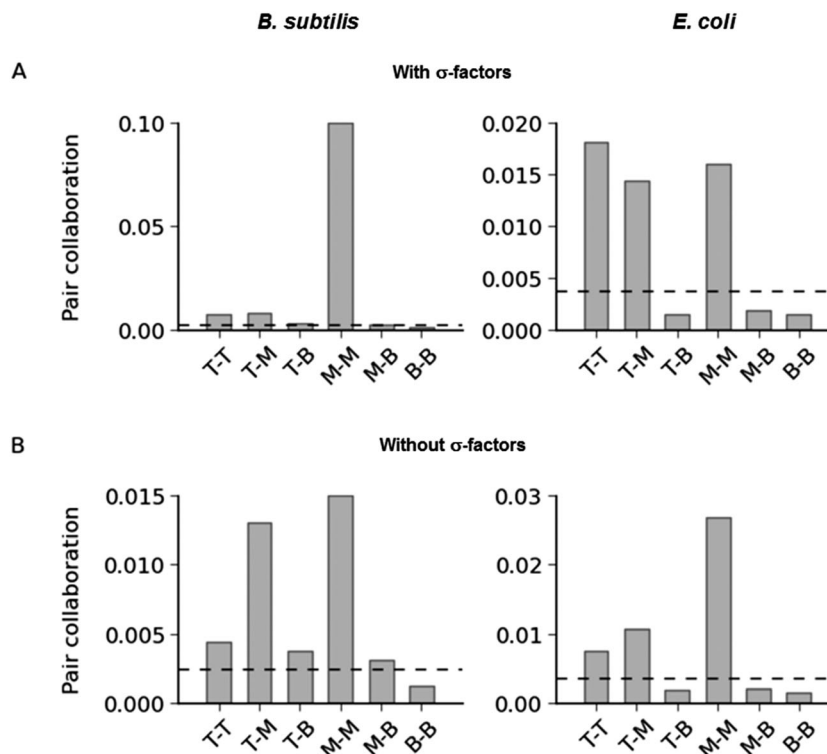 B. subtilis E. coli
A With σ-factors
Pair collaboration
0.10
0.05
0.00
T-T T-M T-B M-M M-B B-B
0.020
0.015
0.010
0.005
0.000
T-T T-M T-B M-M M-B B-B
B Without σ-factors
Pair collaboration
0.015
0.010
0.005
0.000
T-T T-M T-B M-M M-B B-B
0.03
0.02
0.01
0.00
T-T T-M T-B M-M M-B B-B